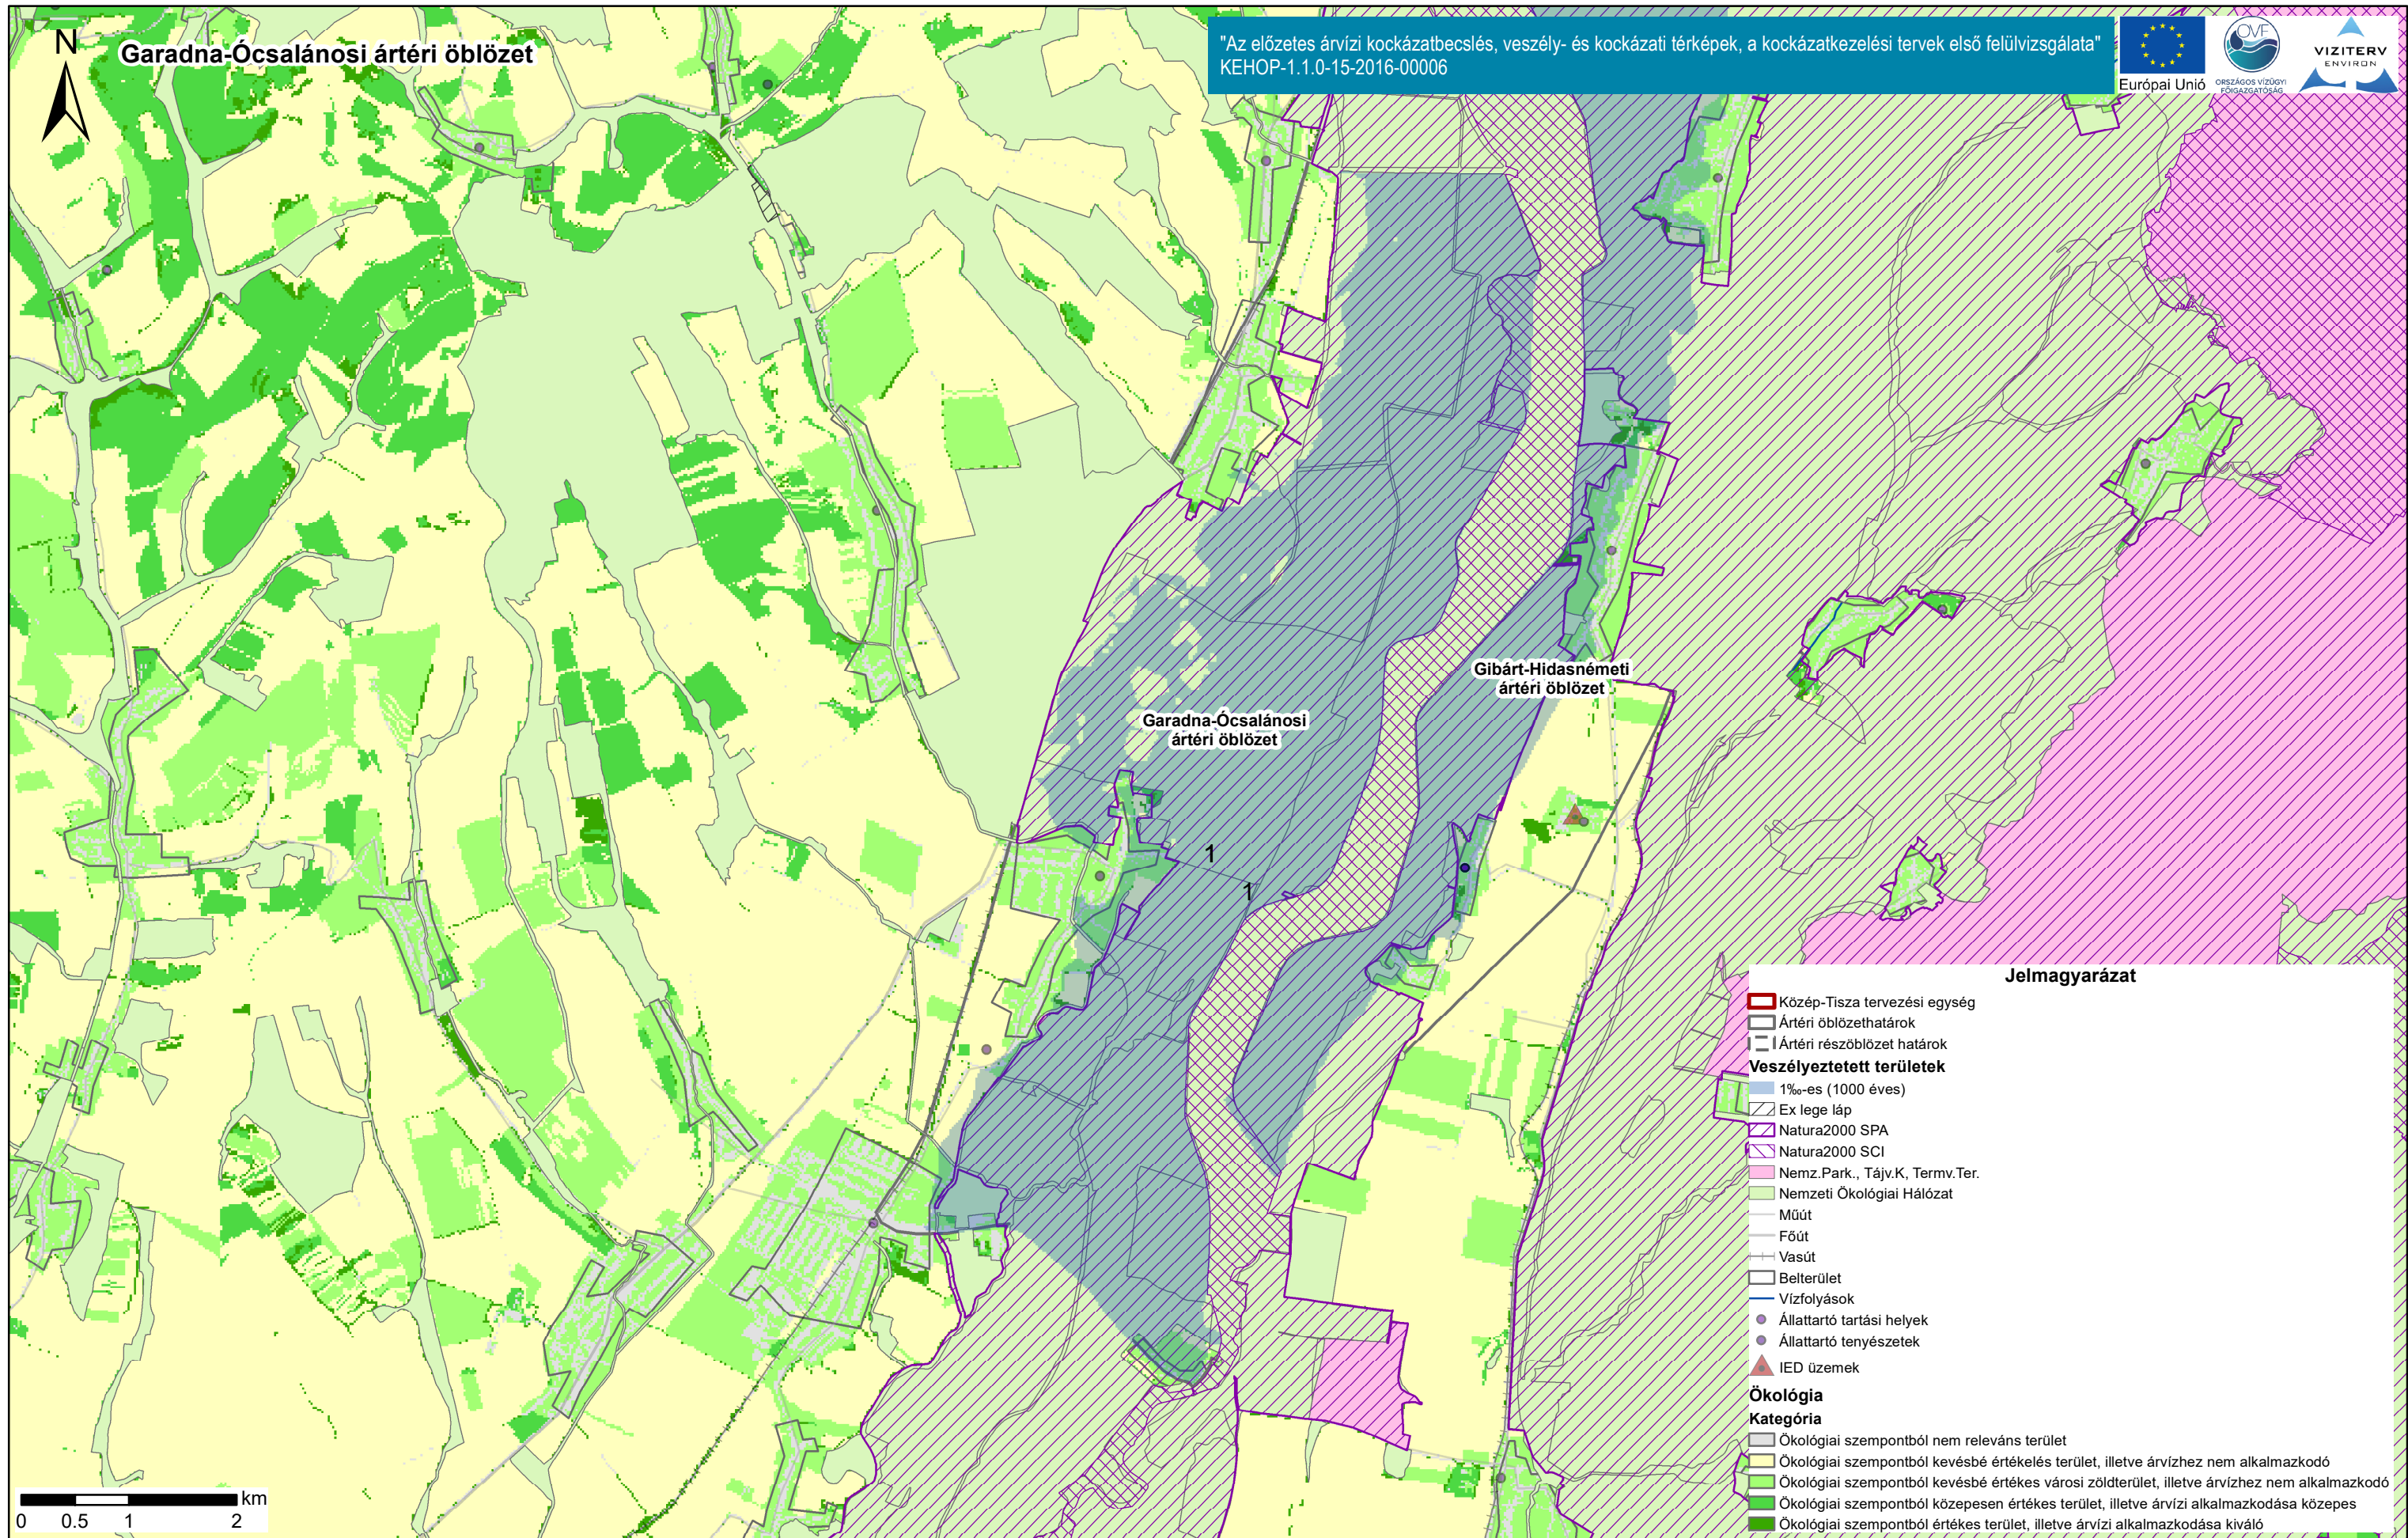 N
Garadna-Ócsalánosi ártéri öblözet
"Az előzetes árvízi kockázatbecslés, veszély- és kockázati térképek, a kockázatkezelési tervek első felülvizsgálata"
KEHOP-1.1.0-15-2016-00006
Európai Unió
OVF
ORSZÁGOS VÍZÜGYI
FŐIGAZGATÓSÁG
VIZITERV
ENVIRON
Gibárt-Hidasnémeti
ártéri öblözet
Garadna-Ócsalánosi
ártéri öblözet
1
1
Jelmagyarázat
Közép-Tisza tervezési egység
Ártéri öblözethatárok
Ártéri részöblözet határok
Veszélyeztetett területek
1‰-es (1000 éves)
Ex lege láp
Natura2000 SPA
Natura2000 SCI
Nemz.Park., Tájv.K, Termv.Ter.
Nemzeti Ökológiai Hálózat
Műút
Főút
Vasút
Belterület
Vízfolyások
Állattartó tartási helyek
Állattartó tenyészetek
IED üzemek
Ökológia
Kategória
Ökológiai szempontból nem releváns terület
Ökológiai szempontból kevésbé értékelés terület, illetve árvízhez nem alkalmazkodó
Ökológiai szempontból kevésbé értékes városi zöldterület, illetve árvízhez nem alkalmazkodó
Ökológiai szempontból közepesen értékes terület, illetve árvízi alkalmazkodása közepes
Ökológiai szempontból értékes terület, illetve árvízi alkalmazkodása kiváló
km
0 0.5 1 2